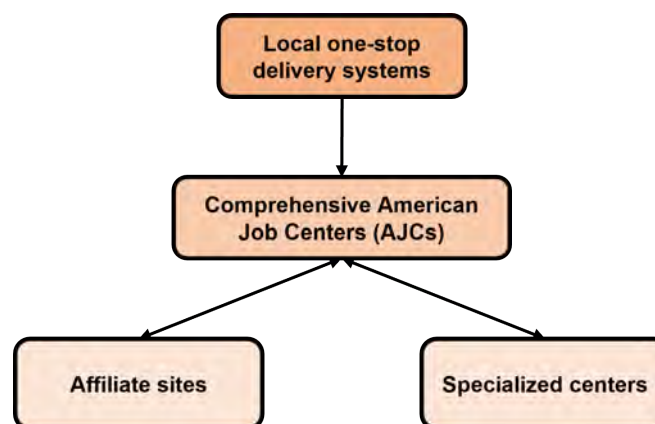 Local one-stop
delivery systems
Comprehensive American
Job Centers (AJCs)
Affiliate sites
Specialized centers